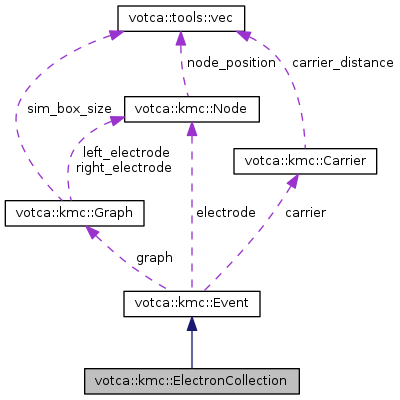 votca::tools::vec
node_position
carrier_distance
sim_box_size
votca::kmc::Node
left_electrode
right_electrode
votca::kmc::Carrier
votca::kmc::Graph
electrode
carrier
graph
votca::kmc::Event
votca::kmc::ElectronCollection